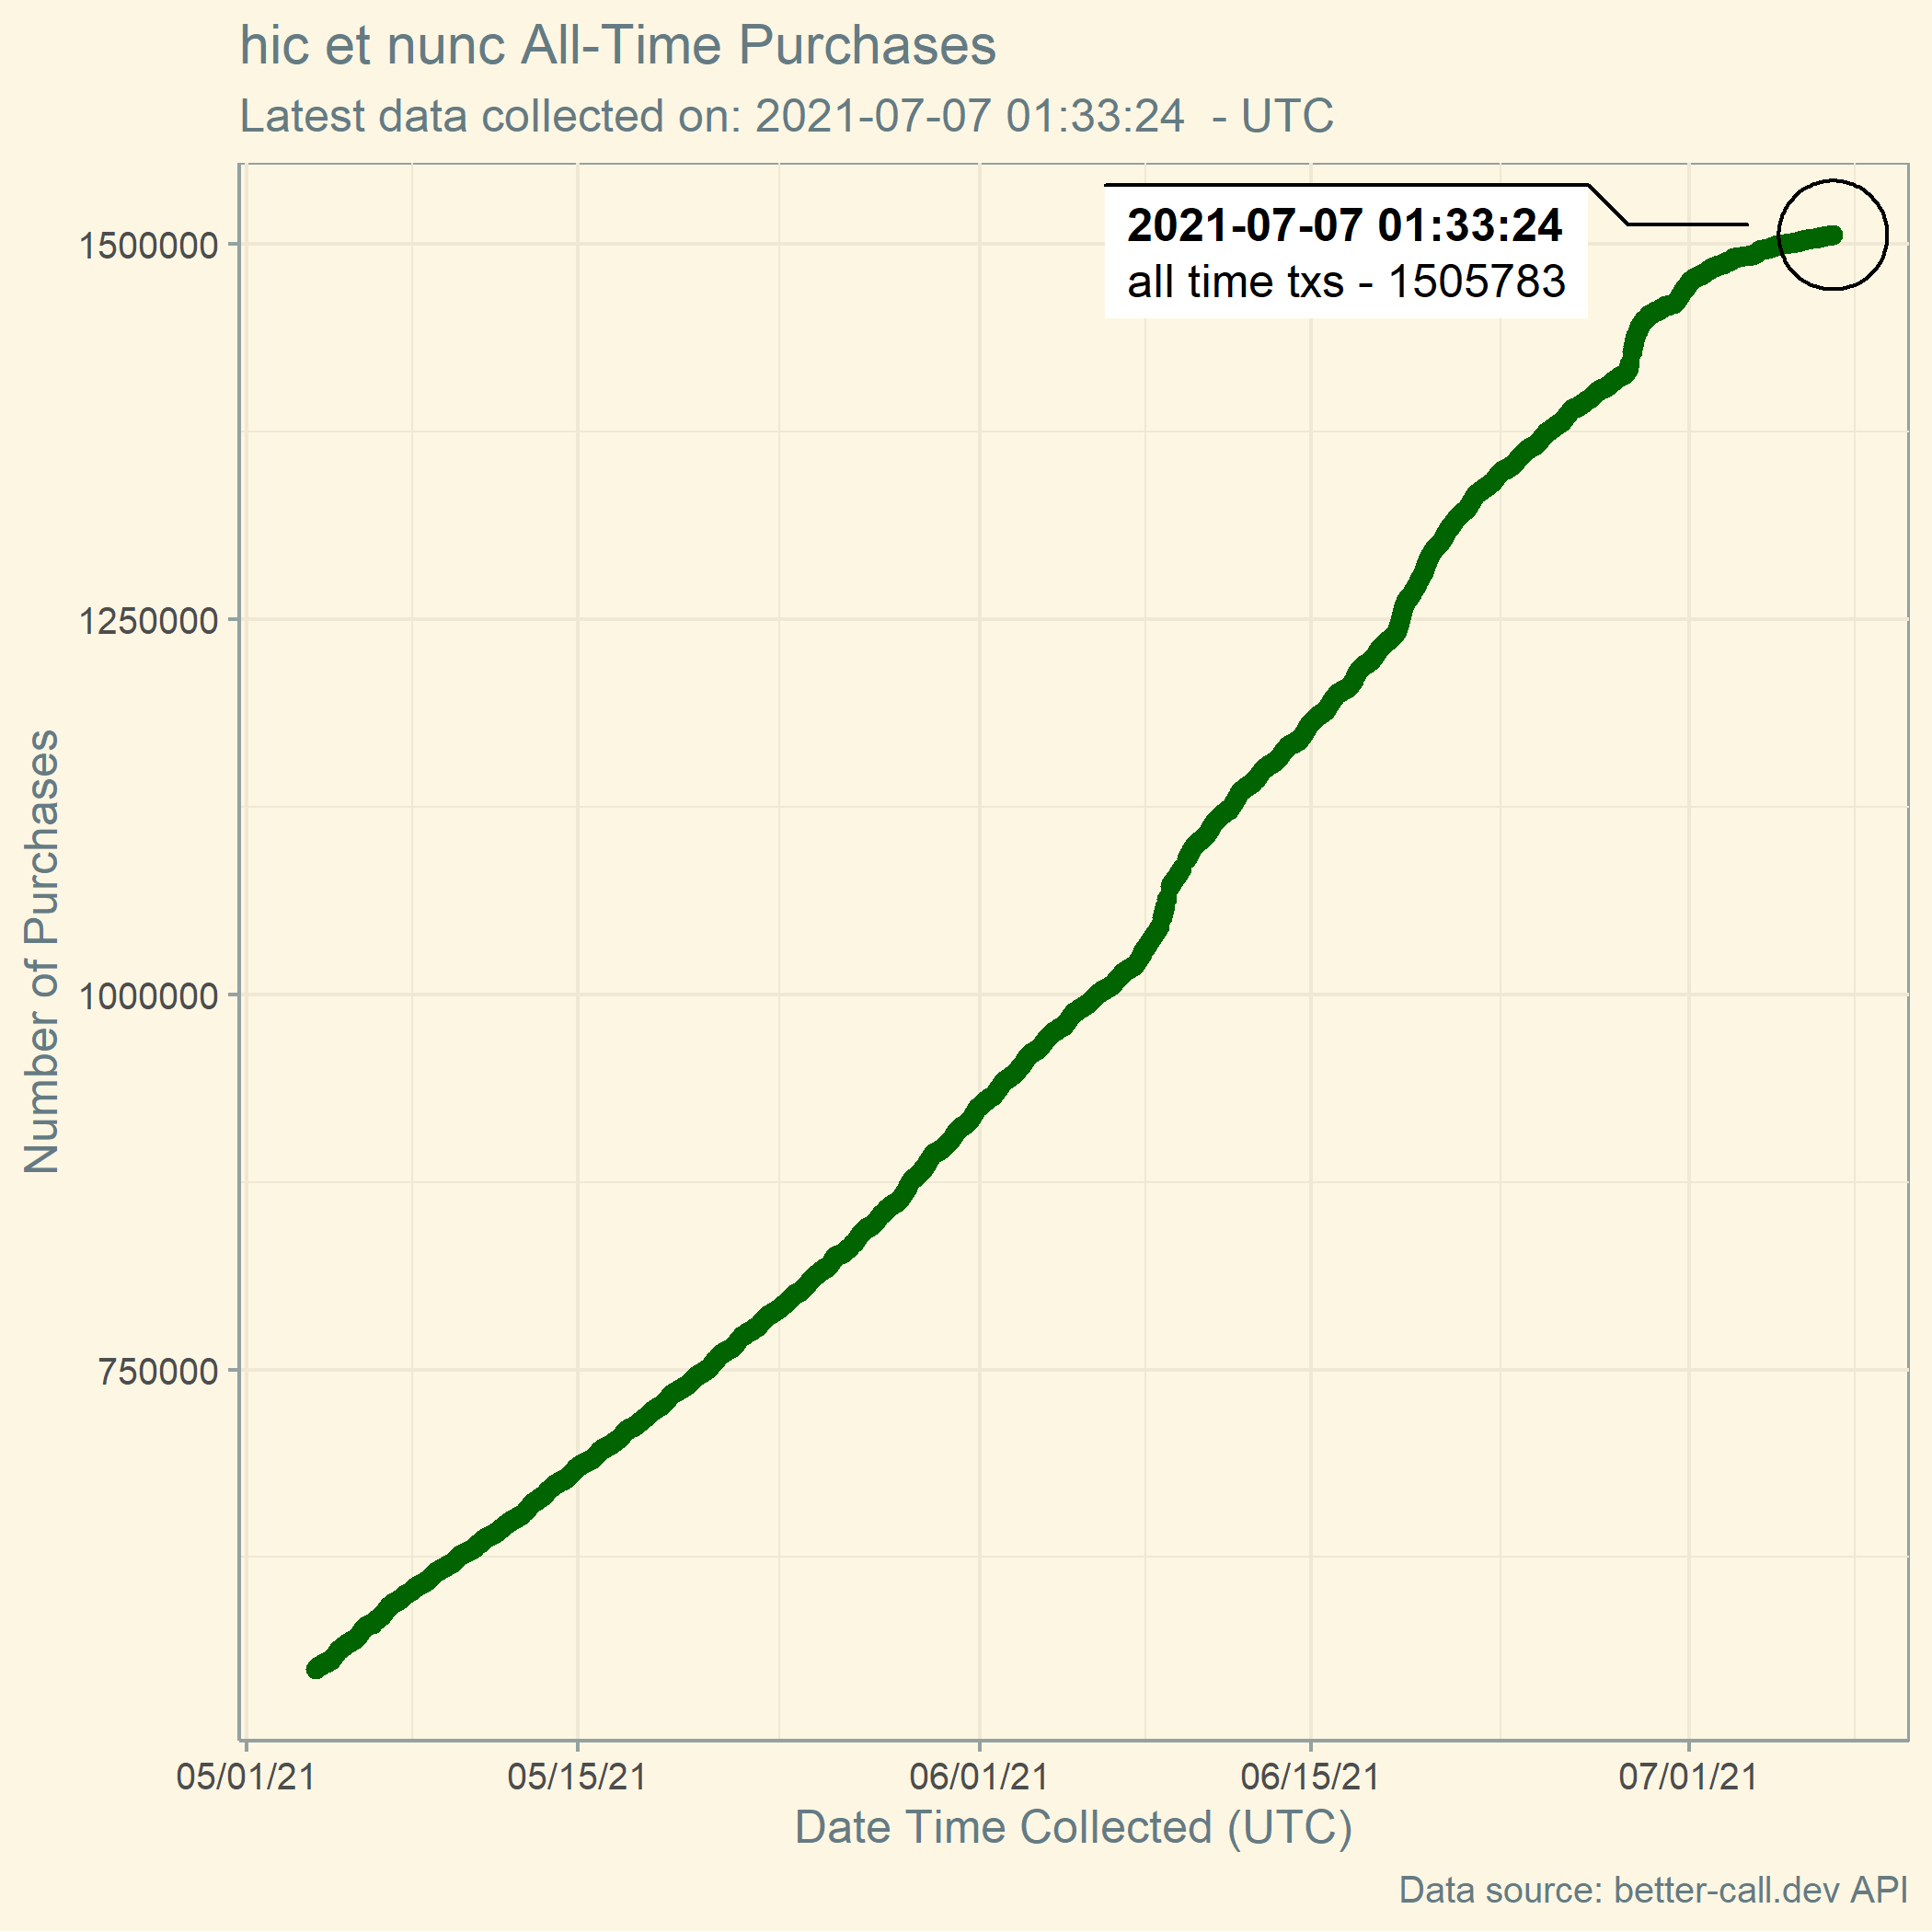 hic et nunc All-Time Purchases
Latest data collected on: 2021-07-07 01:33:24  - UTC
2021-07-07 01:33:24
all time txs - 1505783
1500000
1250000
1000000
750000
Number of Purchases
05/01/21
05/15/21
06/01/21
06/15/21
07/01/21
Date Time Collected (UTC)
Data source: better-call.dev API